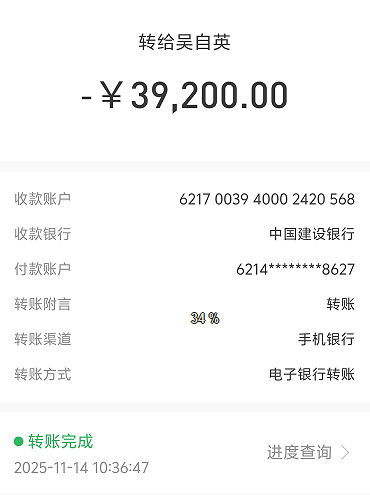 转给吴自英
-￥39,200.00
收款账户 6217 0039 4000 2420 568
收款银行 中国建设银行
付款账户 6214********8627
转账附言 转账
34 %
转账渠道 手机银行
转账方式 电子银行转账
转账完成
进度查询
2025-11-14 10:36:47